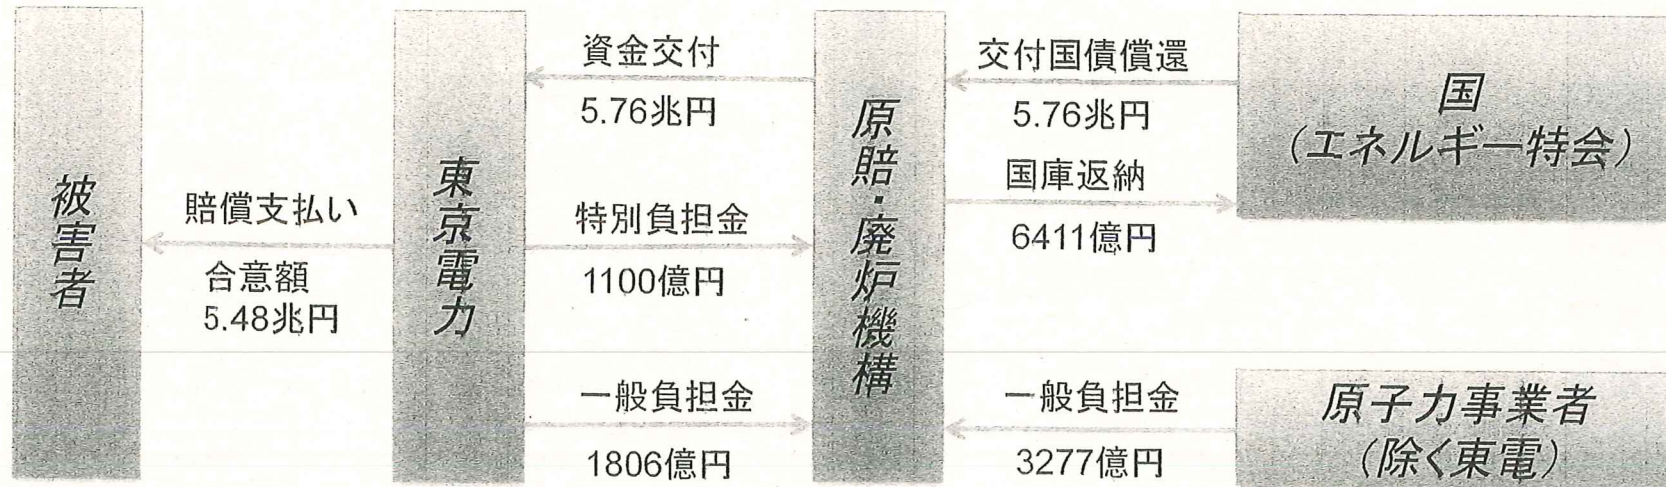 被害者
賠償支払い
合意額
5.48兆円
東京電力
資金交付
5.76兆円
特別負担金
1100億円
一般負担金
1806億円
原賠・廃炉機構
交付国債償還
5.76兆円
国庫返納
6411億円
一般負担金
3277億円
国
(エネルギー特会)
原子力事業者
(除く東電)